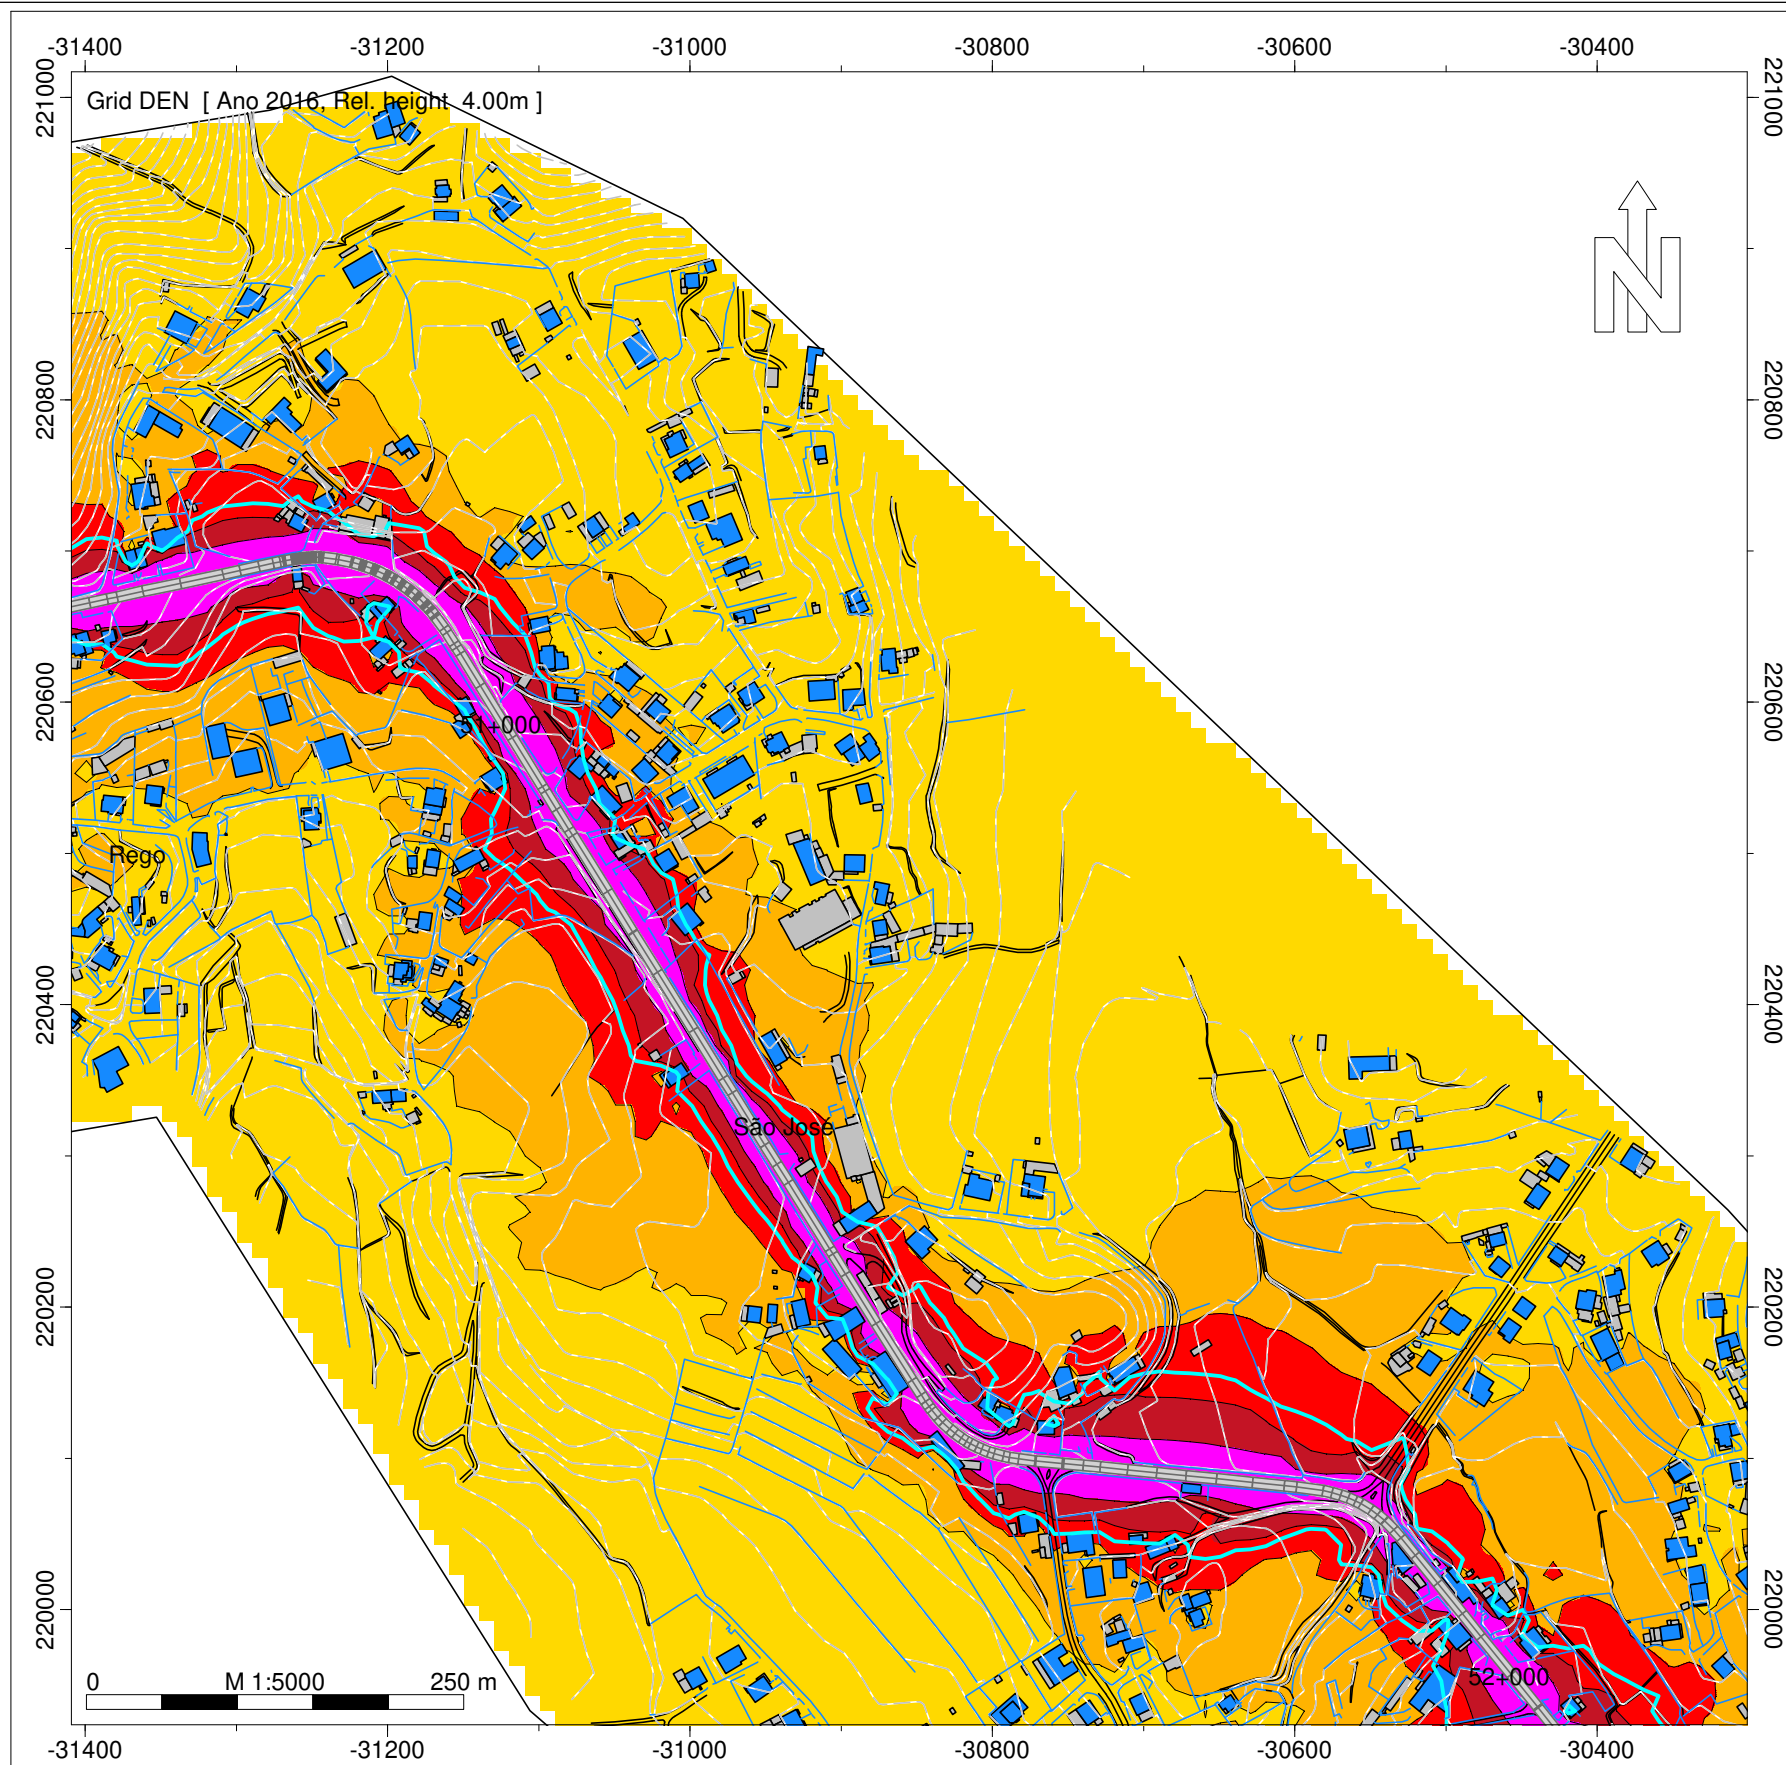 -31400 -31200 -31000 -30800 -30600 -30400
221000 221000
Grid DEN [ Ano 2016, Rel. height 4.00m ]
N
220800 220800
220600 220600
51+000
Rego
220400 220400
São José
220200 220200
220000 220000
52+000
0 M 1:5000 250 m
-31400 -31200 -31000 -30800 -30600 -30400